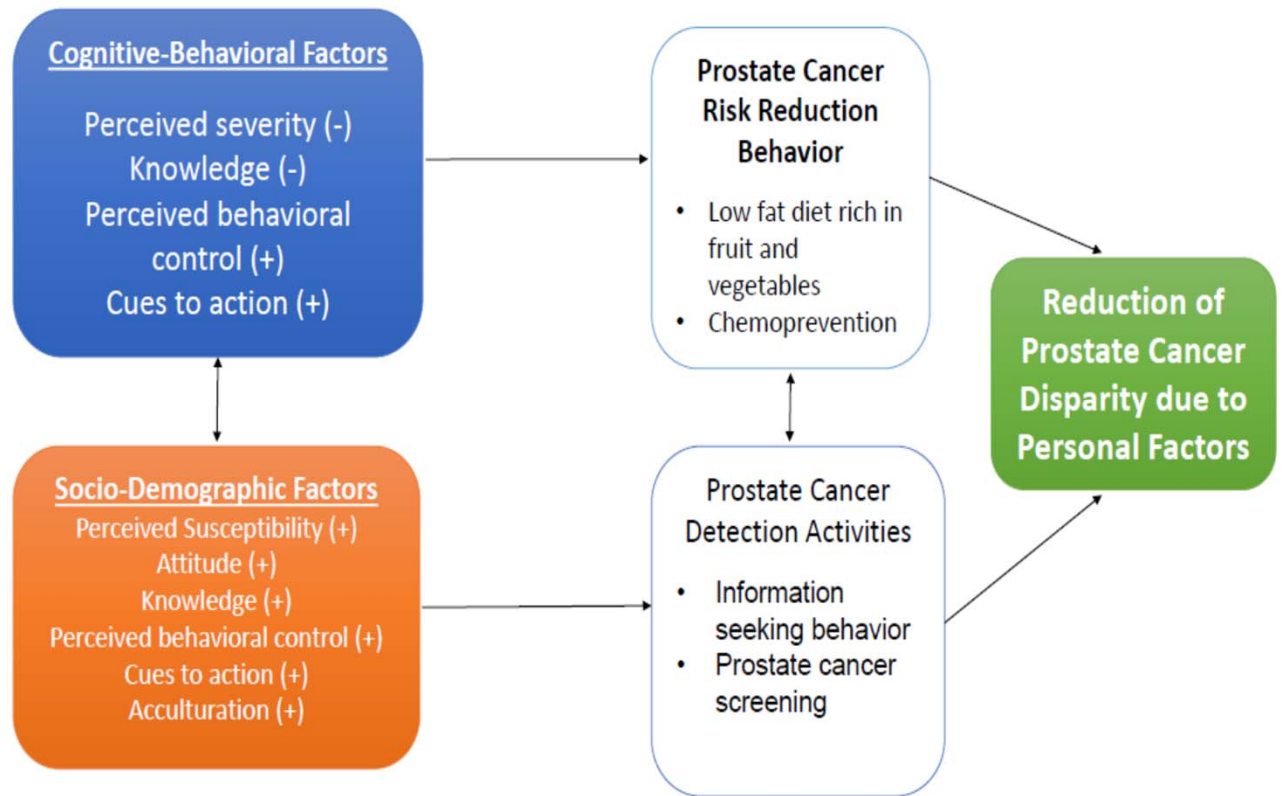 Cognitive-Behavioral Factors
Perceived severity (-)
Knowledge (-)
Perceived behavioral
control (+)
Cues to action (+)
Socio-Demographic Factors
Perceived Susceptibility (+)
Attitude (+)
Knowledge (+)
Perceived behavioral control (+)
Cues to action (+)
Acculturation (+)
Prostate Cancer
Risk Reduction
Behavior
• Low fat diet rich in
fruit and
vegetables
• Chemoprevention
Prostate Cancer
Detection Activities
• Information
seeking behavior
• Prostate cancer
screening
Reduction of
Prostate Cancer
Disparity due to
Personal Factors